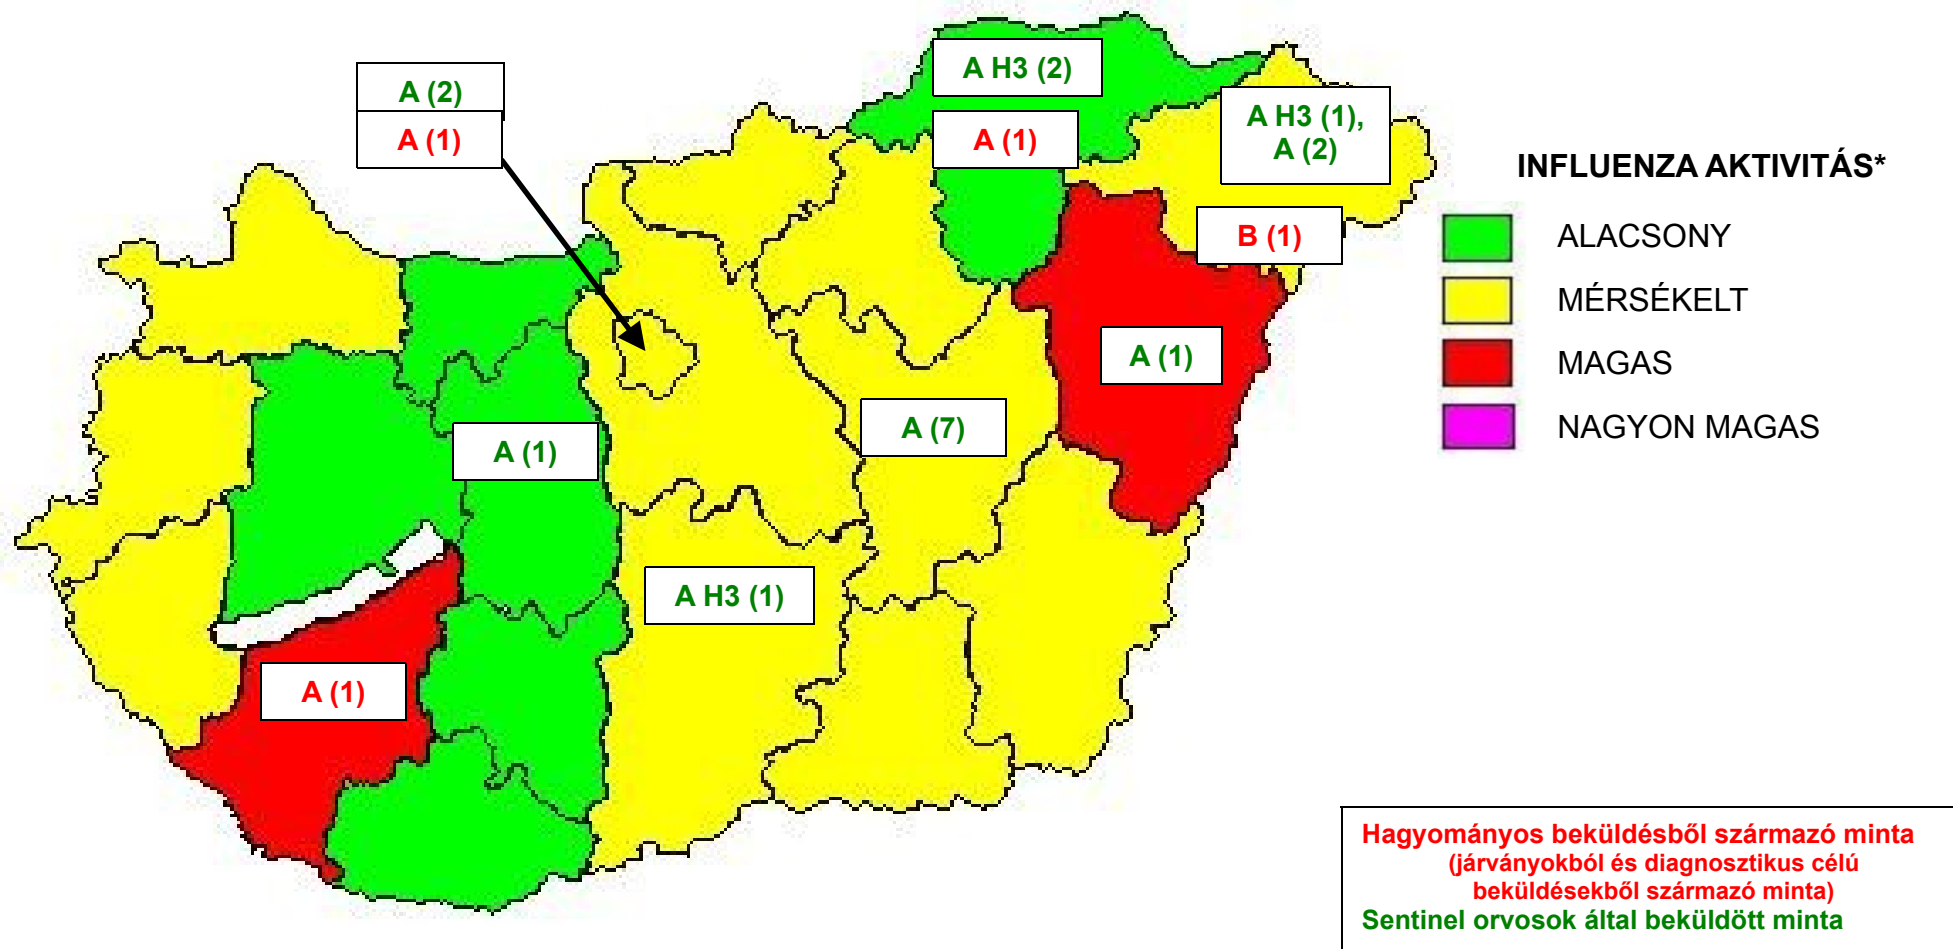 A (2)
A (1)
A H3 (2)
A (1)
A H3 (1),
A (2)
B (1)
A (1)
A (7)
A (1)
A H3 (1)
A (1)
INFLUENZA AKTIVITÁS*
ALACSONY
MÉRSÉKELT
MAGAS
NAGYON MAGAS
Hagyományos beküldésből származó minta
(járványokból és diagnosztikus célú
beküldésekből származó minta)
Sentinel orvosok által beküldött minta